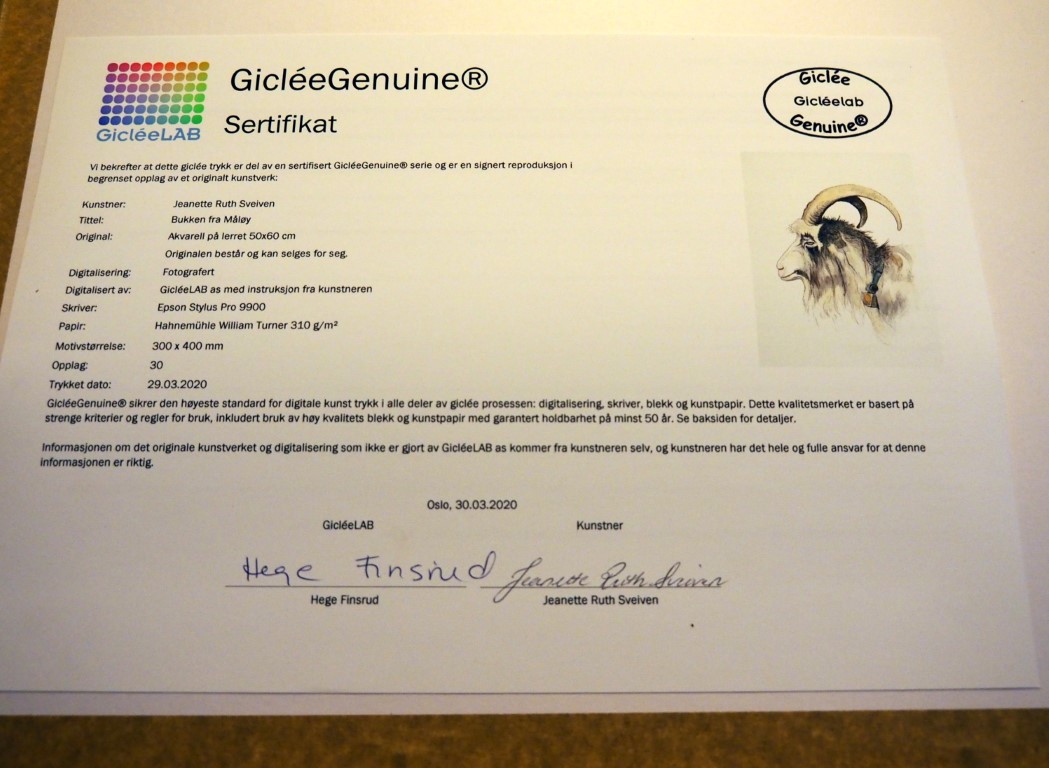 GicléeGenuine®
GicléeLAB
Sertifikat
Giclée
Gicléelab
Genuine®
Vi bekrefter at dette giclée trykk er del av en sertifisert GicléeGenuine® serie og er en signert reproduksjon i
begrenset opplag av et originalt kunstverk:
Kunstner: Jeanette Ruth Sveiven
Tittel: Bukken fra Måløy
Original: Akvarell på lerret 50x60 cm
Originalen består og kan selges for seg.
Digitalisering: Fotografert
Digitalisert av: GicléeLAB as med instruksjon fra kunstneren
Skriver: Epson Stylus Pro 9900
Papir: Hahnemühle William Turner 310 g/m²
Motivstørrelse: 300 x 400 mm
Opplag: 30
Trykket dato: 29.03.2020
GicléeGenuine® sikrer den høyeste standard for digitale kunst trykk i alle deler av giclée prosessen: digitalisering, skriver, blekk og kunstpapir. Dette kvalitetsmerket er basert på
strenge kriterier og regler for bruk, inkludert bruk av høy kvalitets blekk og kunstpapir med garantert holdbarhet på minst 50 år. Se baksiden for detaljer.
Informasjonen om det originale kunstverket og digitalisering som ikke er gjort av GicléeLAB as kommer fra kunstneren selv, og kunstneren har det hele og fulle ansvar for at denne
informasjonen er riktig.
Oslo, 30.03.2020
GicléeLAB Kunstner
Hege Finsrud Jeanette Ruth Sveiven
Hege Finsrud Jeanette Ruth Sveiven